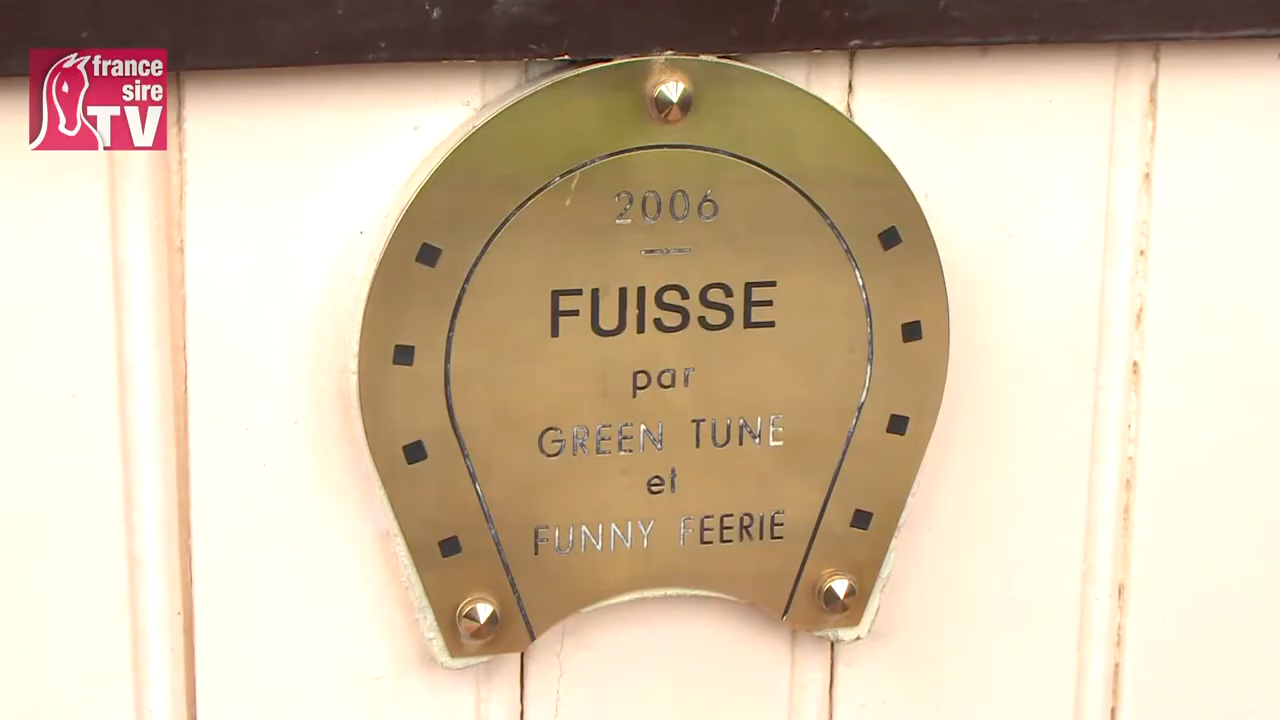 france
sire
TV
2006
FUISSE
par
GREEN TUNE
et
FUNNY FEERIE